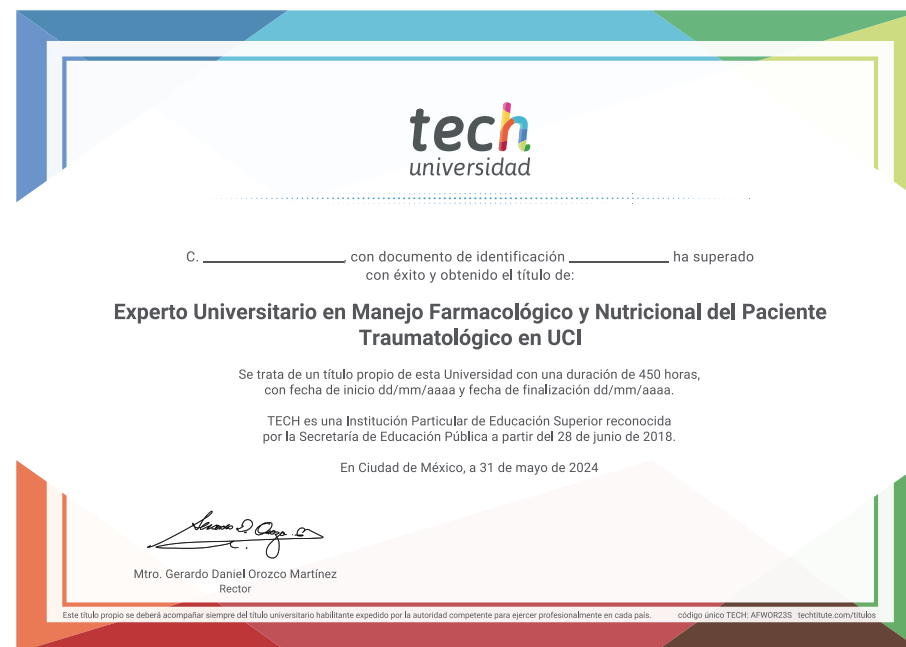 tech
universidad
C. ____________________, con documento de identificación ______________ ha superado
con éxito y obtenido el título de:
Experto Universitario en Manejo Farmacológico y Nutricional del Paciente
Traumatológico en UCI
Se trata de un título propio de esta Universidad con una duración de 450 horas,
con fecha de inicio dd/mm/aaaa y fecha de finalización dd/mm/aaaa.
TECH es una Institución Particular de Educación Superior reconocida
por la Secretaría de Educación Pública a partir del 28 de junio de 2018.
En Ciudad de México, a 31 de mayo de 2024
Mtro. Gerardo Daniel Orozco Martínez
Rector
Este título propio se deberá acompañar siempre del título universitario habilitante expedido por la autoridad competente para ejercer profesionalmente en cada país. código único TECH: AFWOR23S techtitute.com/titulos